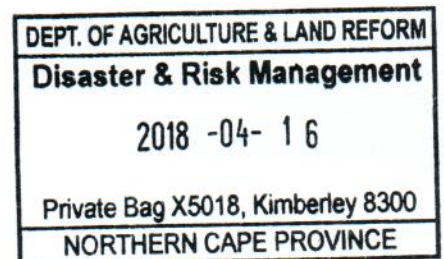 DEPT. OF AGRICULTURE & LAND REFORM
Disaster & Risk Management
2018 -04- 16
Private Bag X5018, Kimberley 8300
NORTHERN CAPE PROVINCE